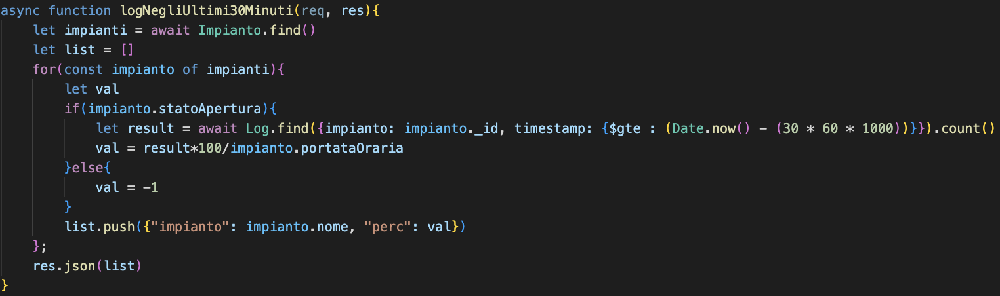 async function logNegliUltimi30Minuti(req, res){
    let impianti = await Impianto.find()
    let list = []
    for(const impianto of impianti){
        let val
        if(impianto.statoApertura){
            let result = await Log.find({impianto: impianto._id, timestamp: {$gte : (Date.now() - (30 * 60 * 1000))}}).count()
            val = result*100/impianto.portataOraria
        }else{
            val = -1
        }
        list.push({"impianto": impianto.nome, "perc": val})
    };
    res.json(list)
}